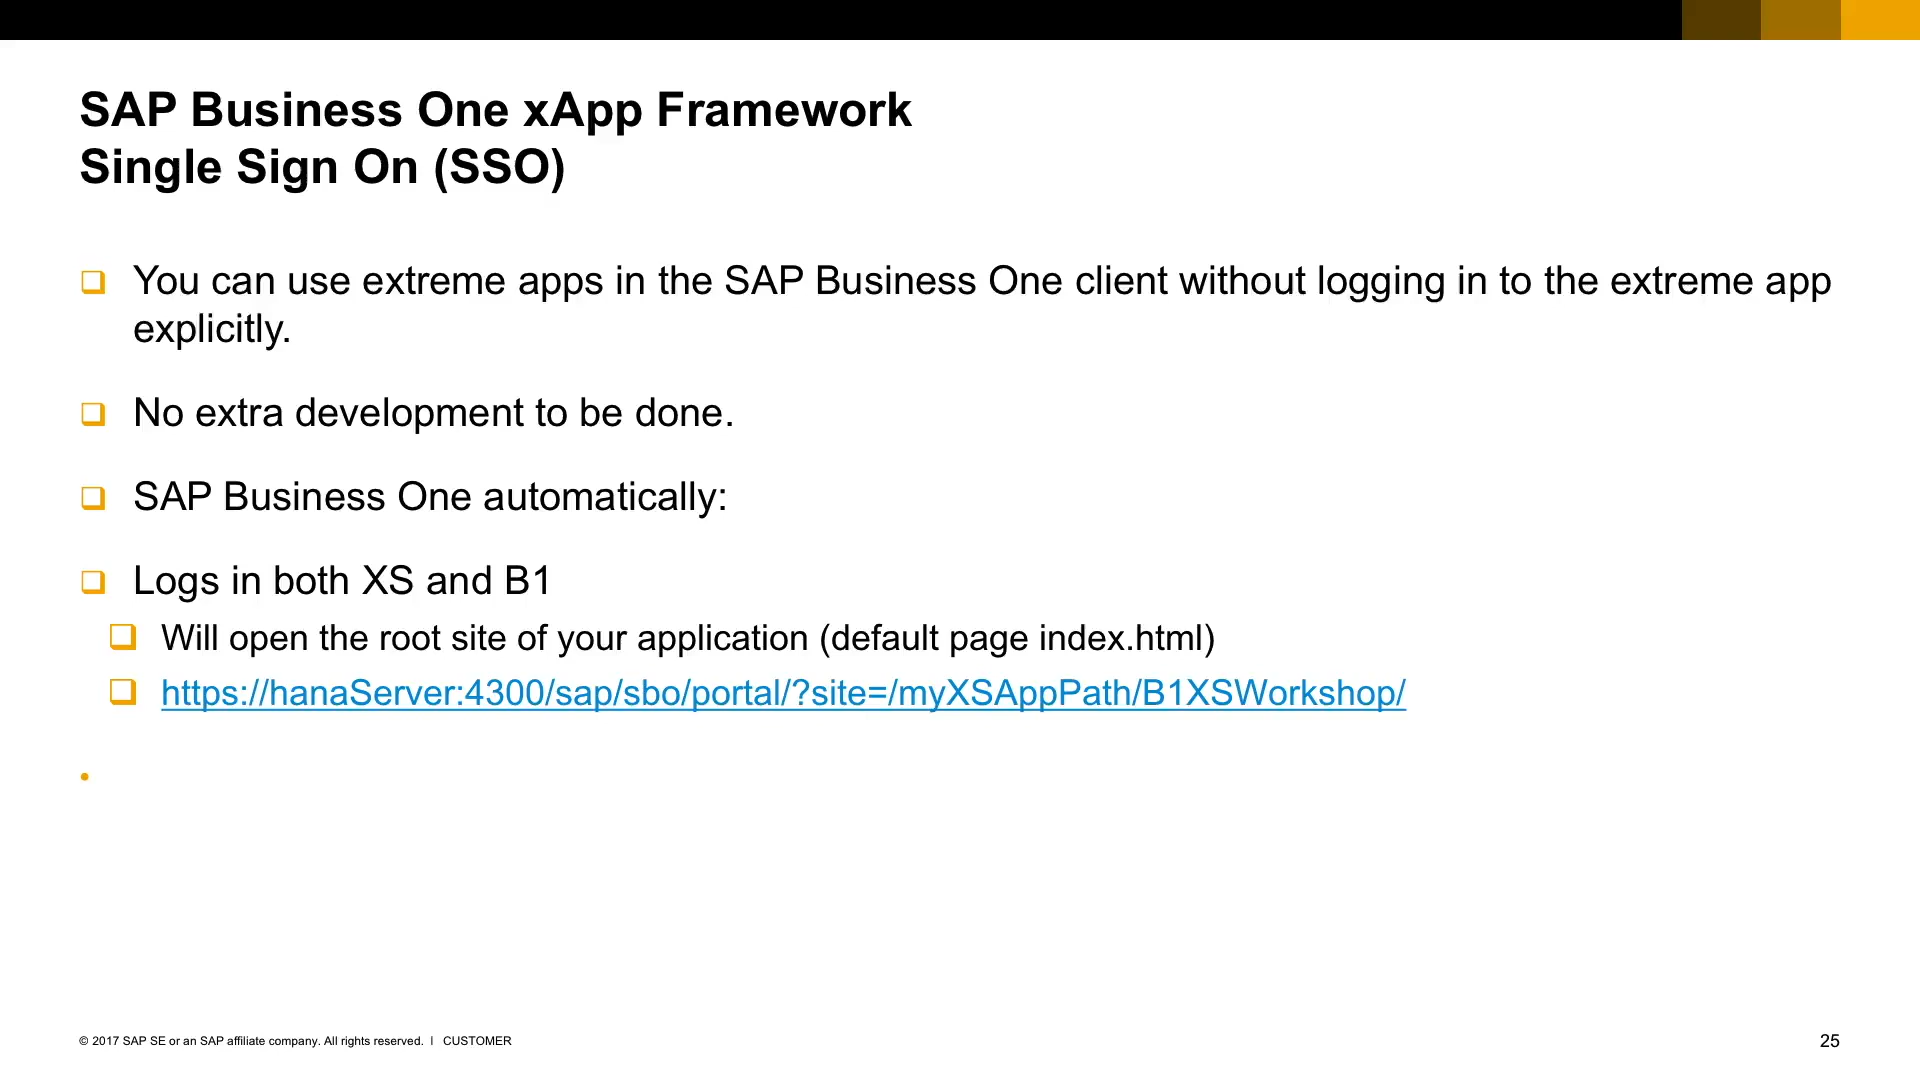 SAP Business One xApp Framework
Single Sign On (SSO)
You can use extreme apps in the SAP Business One client without logging in to the extreme app
explicitly.
No extra development to be done.
SAP Business One automatically:
Logs in both XS and B1
Will open the root site of your application (default page index.html)
https://hanaServer:4300/sap/sbo/portal/?site=/myXSAppPath/B1XSWorkshop/
© 2017 SAP SE or an SAP affiliate company. All rights reserved. | CUSTOMER
25